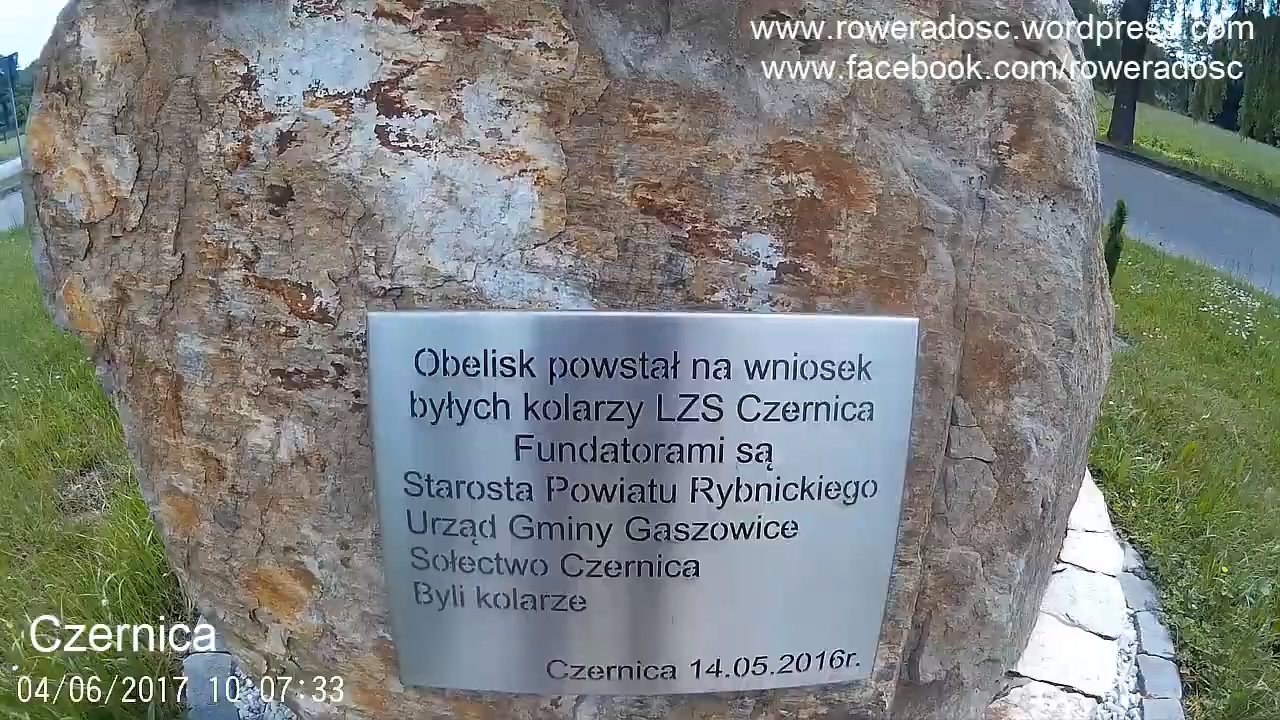 www.roweradosc.wordpress.com
www.facebook.com/roweradosc
Obelisk powstał na wniosek
byłych kolarzy LZS Czernica
Fundatorami są
Starosta Powiatu Rybnickiego
Urząd Gminy Gaszowice
Sołectwo Czernica
Byli kolarze
Czernica 14.05.2016r.
Czernica
04/06/2017 10:07:33